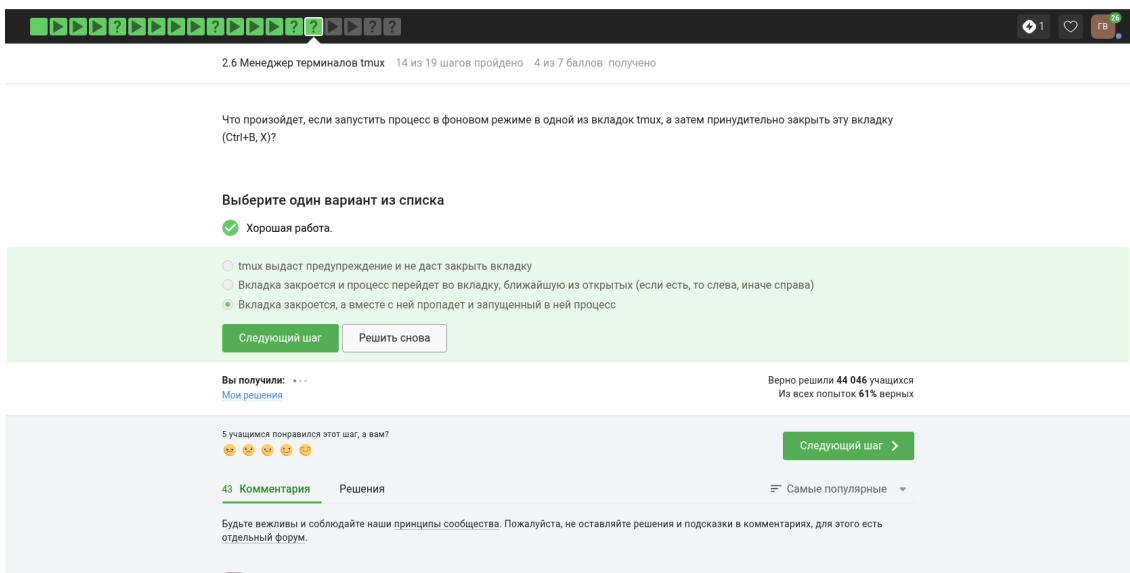 1
ГВ
26
2.6 Менеджер терминалов tmux 14 из 19 шагов пройдено 4 из 7 баллов получено
Что произойдет, если запустить процесс в фоновом режиме в одной из вкладок tmux, а затем принудительно закрыть эту вкладку
(Ctrl+B, X)?
Выберите один вариант из списка
Хорошая работа.
tmux выдаст предупреждение и не даст закрыть вкладку
Вкладка закроется и процесс перейдет во вкладку, ближайшую из открытых (если есть, то слева, иначе справа)
Вкладка закроется, а вместе с ней пропадет и запущенный в ней процесс
Следующий шаг Решить снова
Вы получили:
Мои решения
Верно решили 44 046 учащихся
Из всех попыток 61% верных
5 учащимся понравился этот шаг, а вам?
Следующий шаг
43 Комментария Решения
Самые популярные
Будьте вежливы и соблюдайте наши принципы сообщества. Пожалуйста, не оставляйте решения и подсказки в комментариях, для этого есть
отдельный форум.